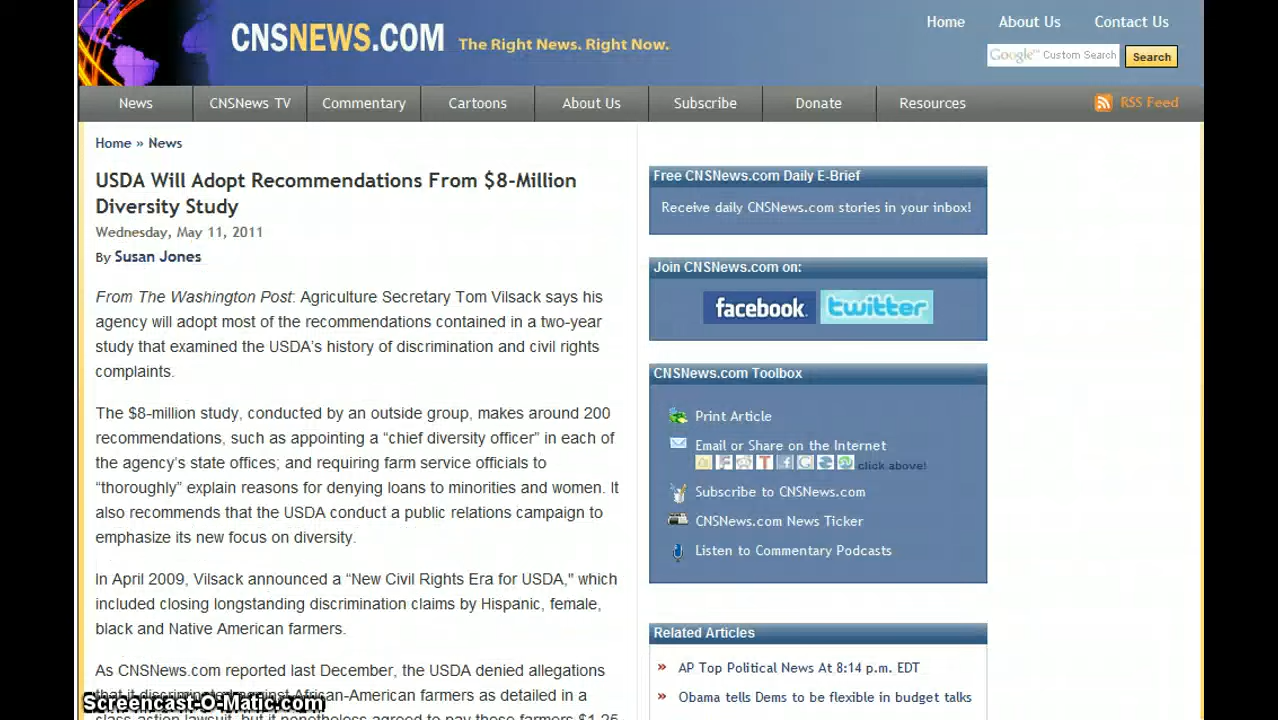 CNSNEWS.COM The Right News. Right Now.
Home About Us Contact Us
Google™ Custom Search Search
News CNSNews TV Commentary Cartoons About Us Subscribe Donate Resources RSS Feed
Home » News
USDA Will Adopt Recommendations From $8-Million
Diversity Study
Wednesday, May 11, 2011
By Susan Jones
From The Washington Post: Agriculture Secretary Tom Vilsack says his
agency will adopt most of the recommendations contained in a two-year
study that examined the USDA's history of discrimination and civil rights
complaints.
The $8-million study, conducted by an outside group, makes around 200
recommendations, such as appointing a “chief diversity officer” in each of
the agency's state offices; and requiring farm service officials to
“thoroughly” explain reasons for denying loans to minorities and women. It
also recommends that the USDA conduct a public relations campaign to
emphasize its new focus on diversity.
In April 2009, Vilsack announced a “New Civil Rights Era for USDA," which
included closing longstanding discrimination claims by Hispanic, female,
black and Native American farmers.
As CNSNews.com reported last December, the USDA denied allegations
that it discriminated against African-American farmers as detailed in a
class-action lawsuit, but it nonetheless agreed to pay those farmers $1.25
Screencast-O-Matic.com
Free CNSNews.com Daily E-Brief
Receive daily CNSNews.com stories in your inbox!
Join CNSNews.com on:
facebook. twitter
CNSNews.com Toolbox
Print Article
Email or Share on the Internet
click above!
Subscribe to CNSNews.com
CNSNews.com News Ticker
Listen to Commentary Podcasts
Related Articles
» AP Top Political News At 8:14 p.m. EDT
» Obama tells Dems to be flexible in budget talks